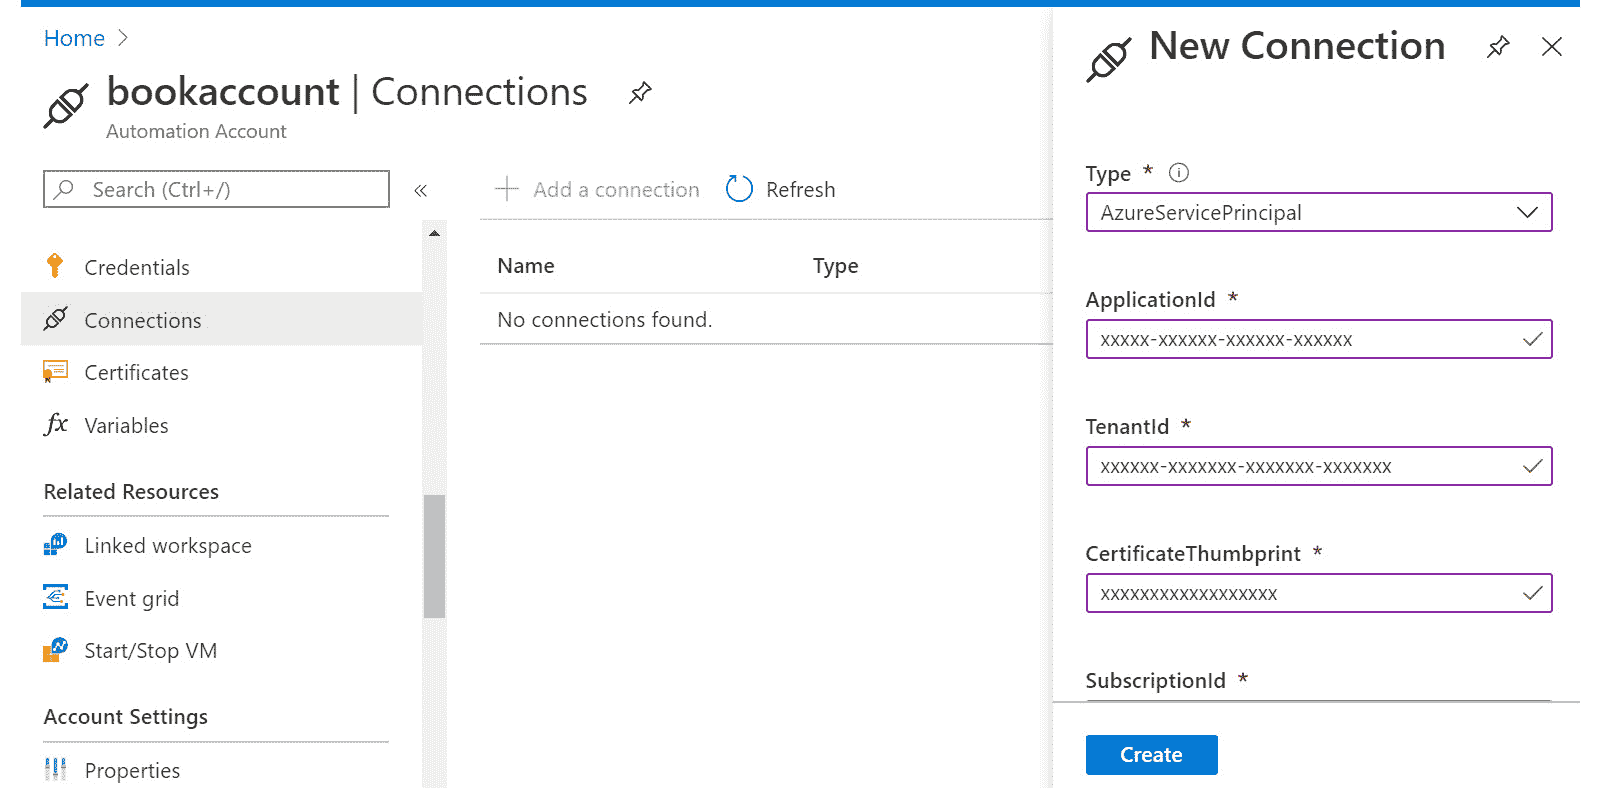 Home >
bookaccount | Connections
Automation Account
Search (Ctrl+/)
«
Credentials
Connections
Certificates
fx Variables
Related Resources
Linked workspace
Event grid
Start/Stop VM
Account Settings
Properties
+ Add a connection Refresh
Name Type
No connections found.
New Connection
Type *
AzureServicePrincipal
ApplicationId *
xxxxx-xxxxxx-xxxxxx-xxxxxx
TenantId *
xxxxxx-xxxxxxx-xxxxxxx-xxxxxxx
CertificateThumbprint *
xxxxxxxxxxxxxxxxxx
SubscriptionId *
Create